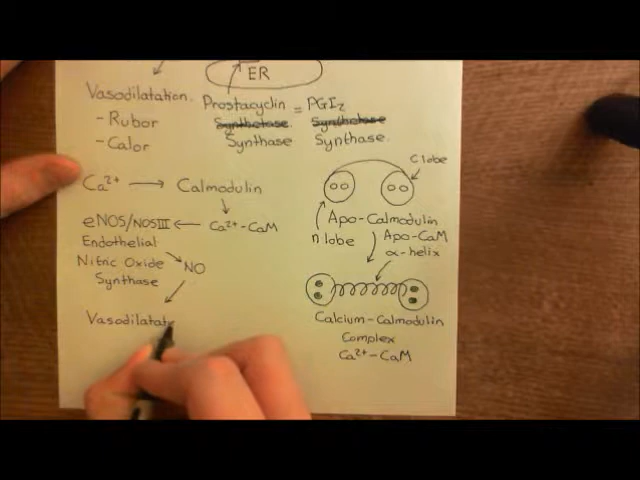 ER
Vasodilatation
- Rubor
- Calor
Prostacyclin = PGI2
Synthetase Synthetase
Synthase Synthase.
Ca2+ → Calmodulin
Ca2+-CaM
eNOS/NOSIII ←
Endothelial
Nitric Oxide → NO
Synthase
Vasodilatat
C lobe
Apo-Calmodulin
n lobe
Apo-CaM
α-helix
Calcium-Calmodulin
Complex
Ca2+-CaM